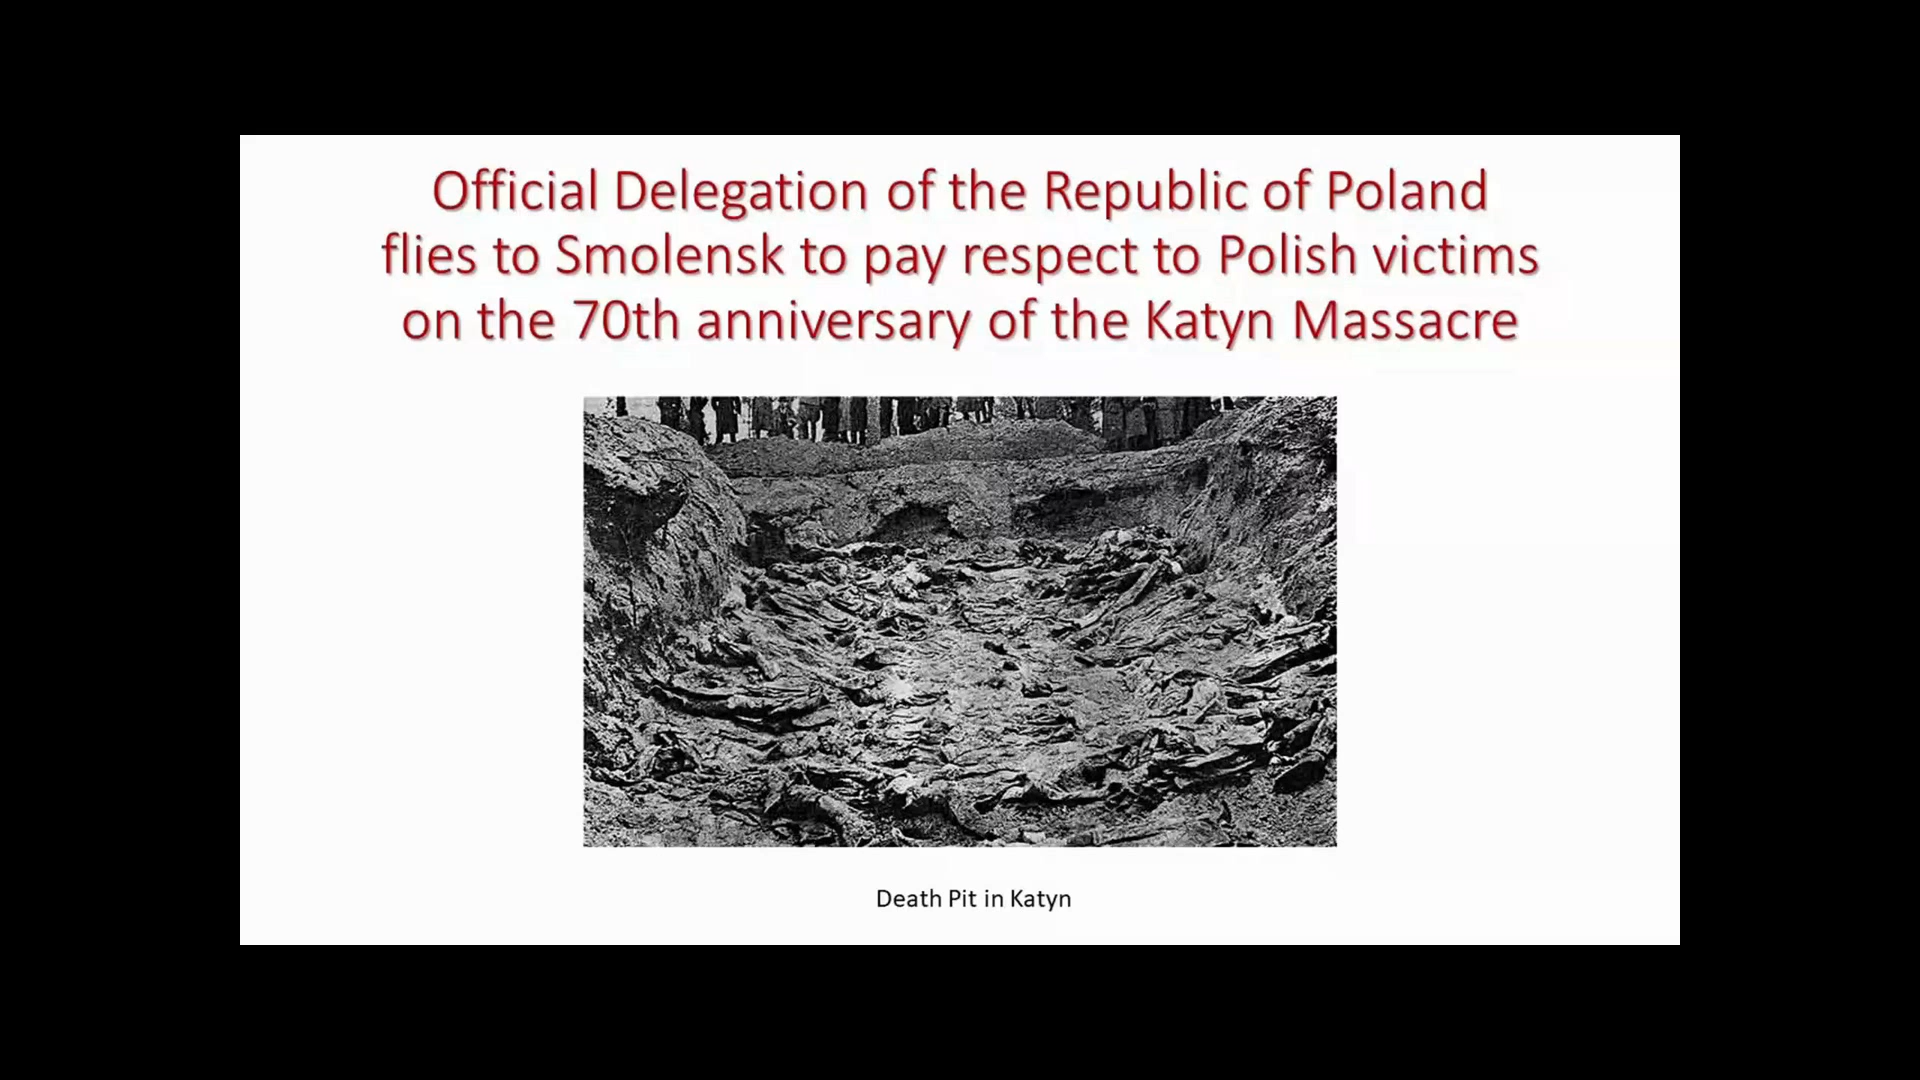 Official Delegation of the Republic of Poland
flies to Smolensk to pay respect to Polish victims
on the 70th anniversary of the Katyn Massacre
Death Pit in Katyn